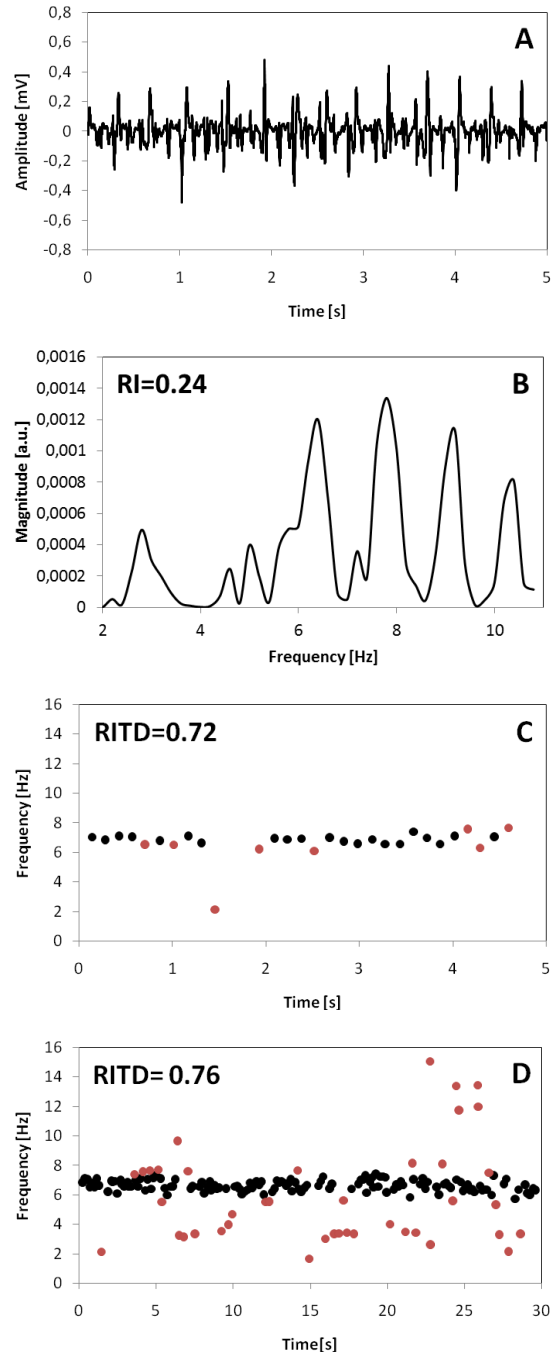 A
0,8
0,6
0,4
0,2
0
-0,2
-0,4
-0,6
-0,8
Amplitude [mV]
0 1 2 3 4 5
Time [s]
RI=0.24 B
0,0016
0,0014
0,0012
0,001
0,0008
0,0006
0,0004
0,0002
0
Magnitude [a.u.]
2 4 6 8 10
Frequency [Hz]
RITD=0.72 C
16
14
12
10
8
6
4
2
0
Frequency [Hz]
0 1 2 3 4 5
Time [s]
RITD= 0.76 D
16
14
12
10
8
6
4
2
0
Frequency [Hz]
0 5 10 15 20 25 30
Time[s]